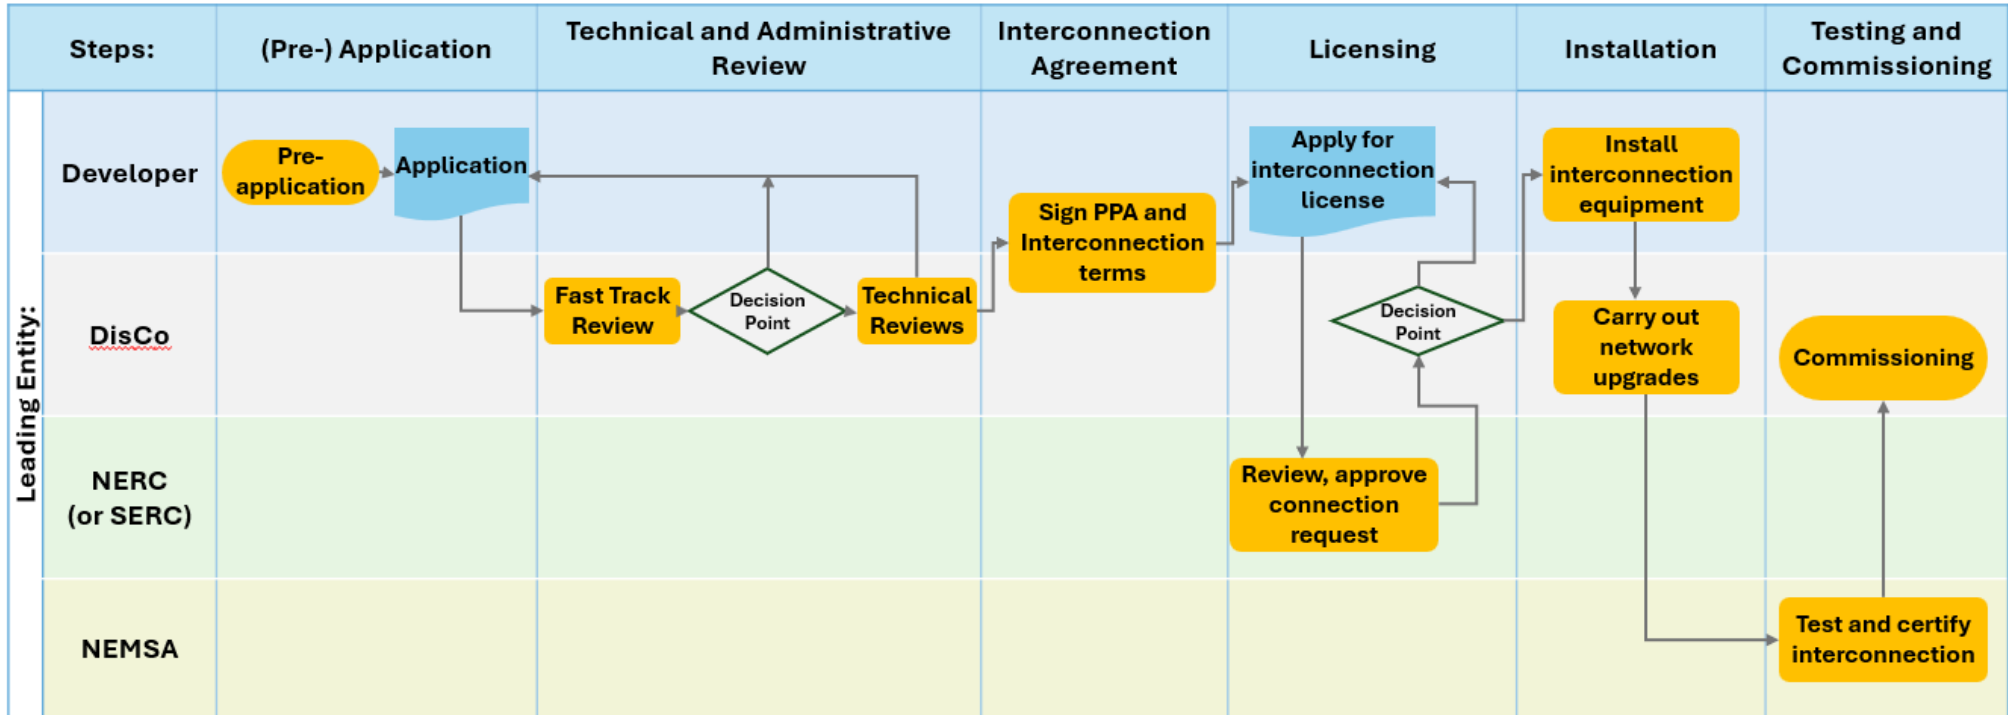 Steps:
(Pre-) Application
Technical and Administrative
Review
Interconnection
Agreement
Licensing
Installation
Testing and
Commissioning
Leading Entity:
Developer
Pre-
application
Application
Sign PPA and
Interconnection
terms
Apply for
interconnection
license
Install
interconnection
equipment
DisCo
Fast Track
Review
Decision
Point
Technical
Reviews
Decision
Point
Carry out
network
upgrades
Commissioning
NERC
(or SERC)
Review, approve
connection
request
NEMSA
Test and certify
interconnection